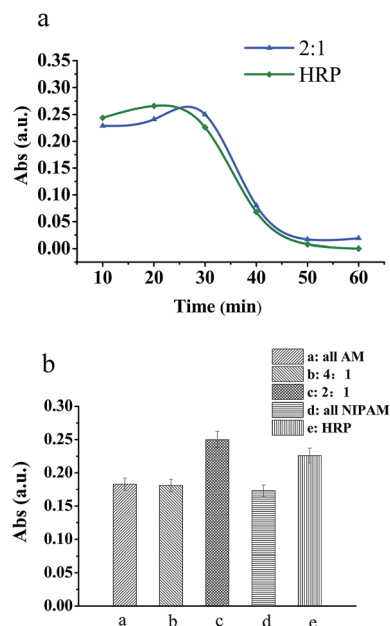 a
2:1
HRP
Abs (a.u.)
0.35
0.30
0.25
0.20
0.15
0.10
0.05
0.00
10 20 30 40 50 60
Time (min)
b
a: all AM
b: 4： 1
c: 2： 1
d: all NIPAM
e: HRP
Abs (a.u.)
0.30
0.25
0.20
0.15
0.10
0.05
0.00
a b c d e